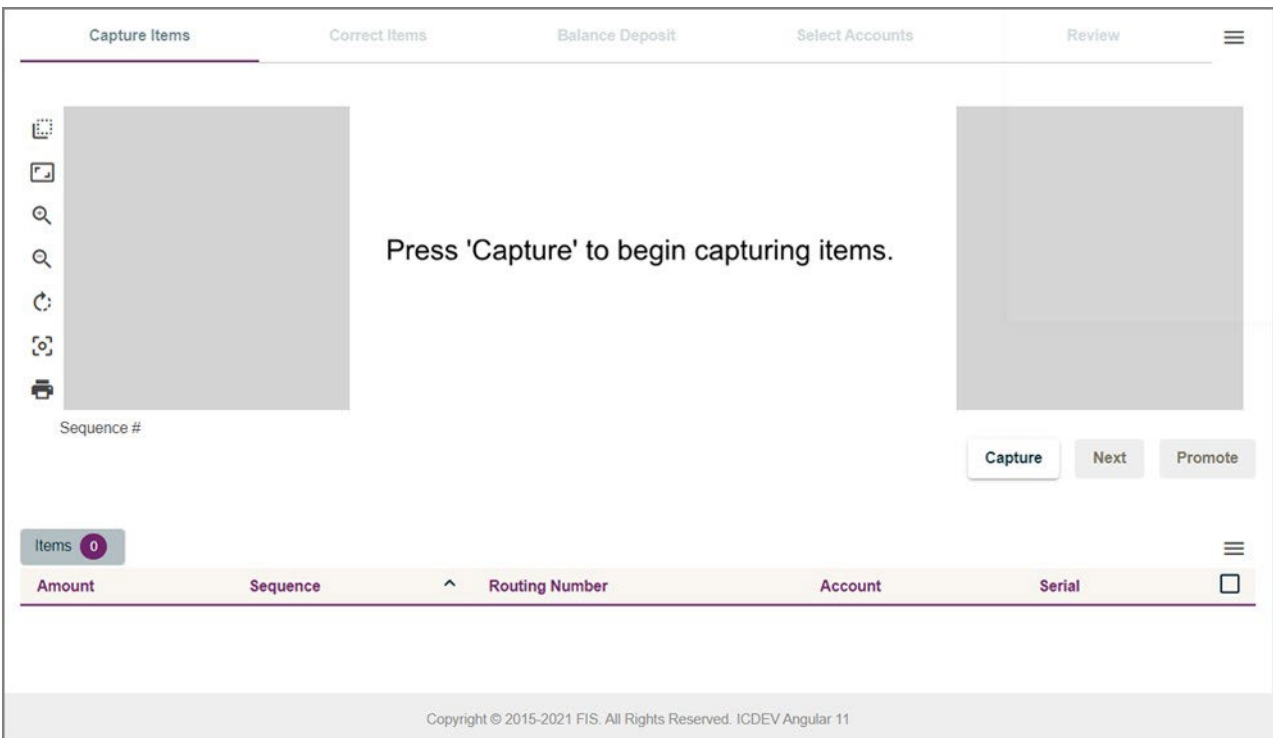 Capture Items Correct Items Balance Deposit Select Accounts Review
Press 'Capture' to begin capturing items.
Sequence #
Capture Next Promote
Items 0
Amount Sequence Routing Number Account Serial
Copyright © 2015-2021 FIS. All Rights Reserved. ICDEV Angular 11